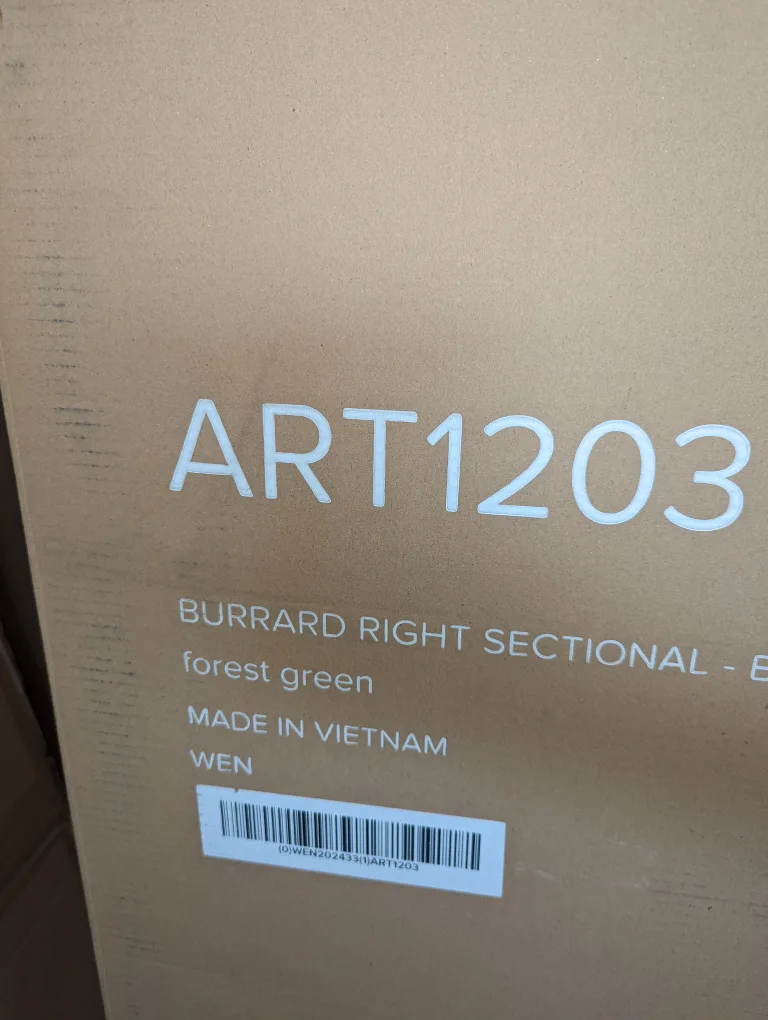 ART1203
BURRARD RIGHT SECTIONAL -
forest green
MADE IN VIETNAM
WEN
(0)WEN202433(1)ART1203